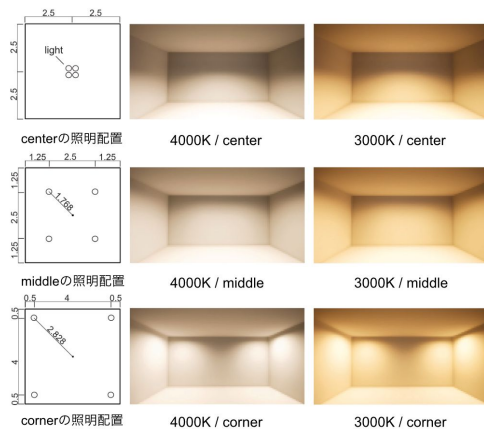 2.5 2.5
2.5
2.5
light
centerの照明配置 4000K / center 3000K / center
1.25 2.5 1.25
1.25
2.5
1.25
1.768
middleの照明配置 4000K / middle 3000K / middle
0.5 4 0.5
0.5
4
0.5
2.828
cornerの照明配置 4000K / corner 3000K / corner